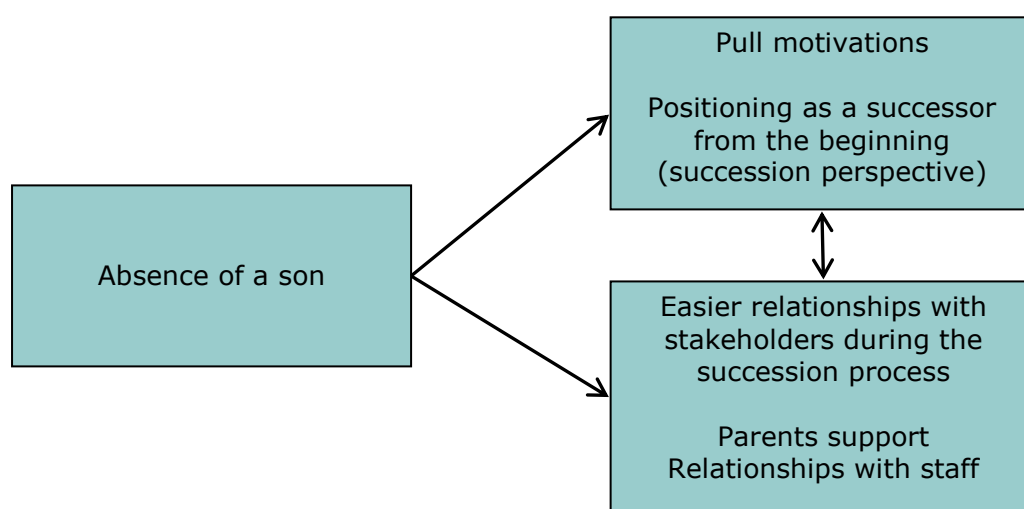 Absence of a son
Pull motivations
Positioning as a successor
from the beginning
(succession perspective)
Easier relationships with
stakeholders during the
succession process
Parents support
Relationships with staff